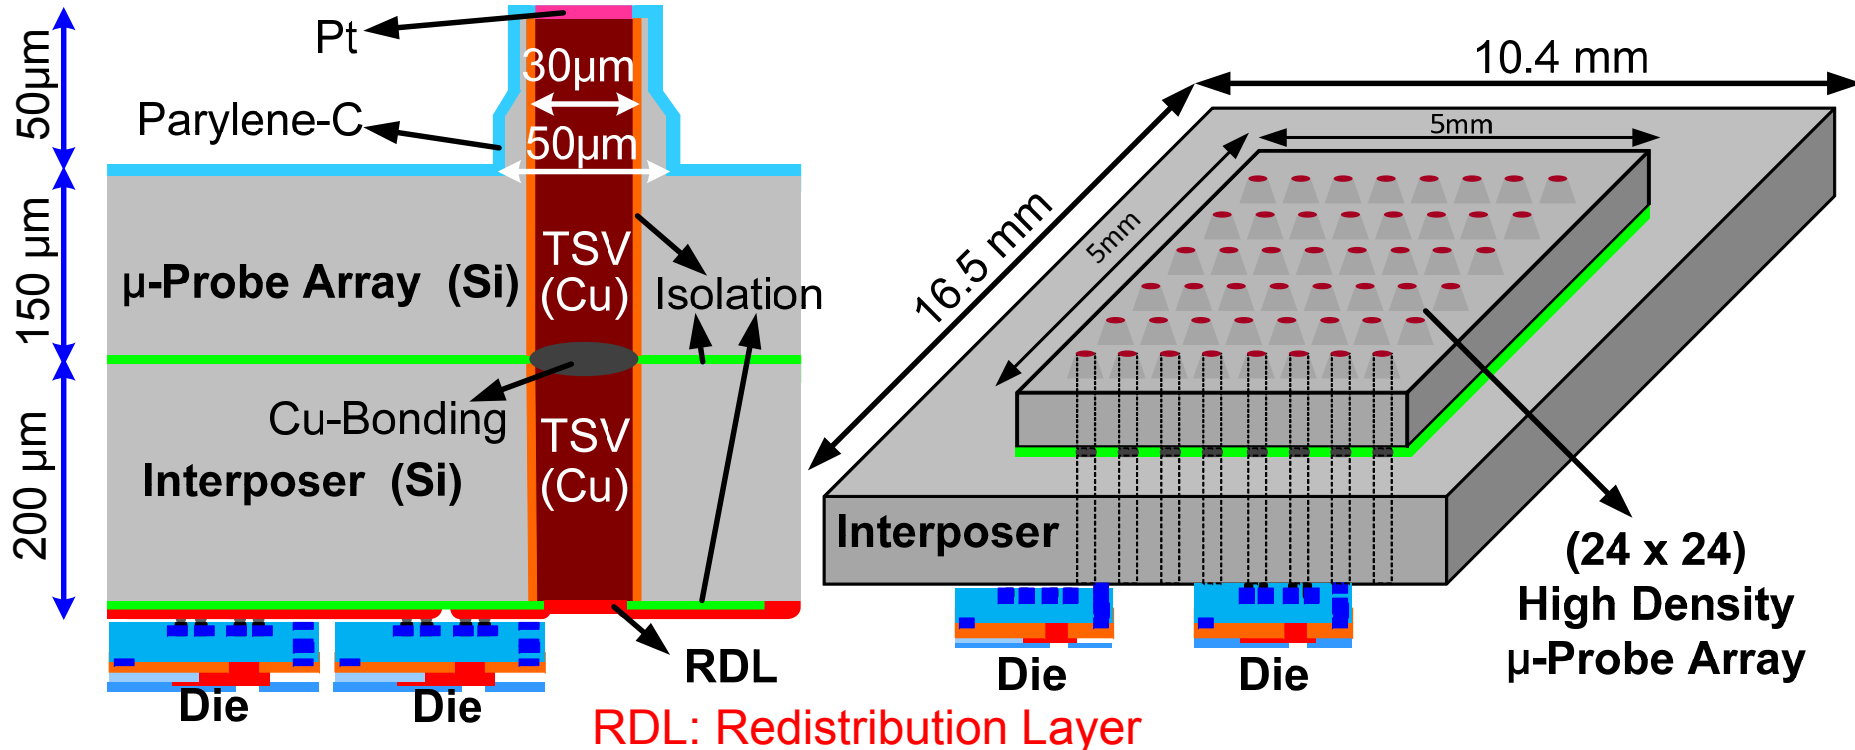 Pt
30µm
50µm
Parylene-C
50µm
150 µm
µ-Probe Array (Si)
TSV
(Cu)
Isolation
Cu-Bonding
200 µm
Interposer (Si)
TSV
(Cu)
RDL
Die
Die
RDL: Redistribution Layer
10.4 mm
5mm
16.5 mm
5mm
Interposer
(24 x 24)
High Density
µ-Probe Array
Die
Die